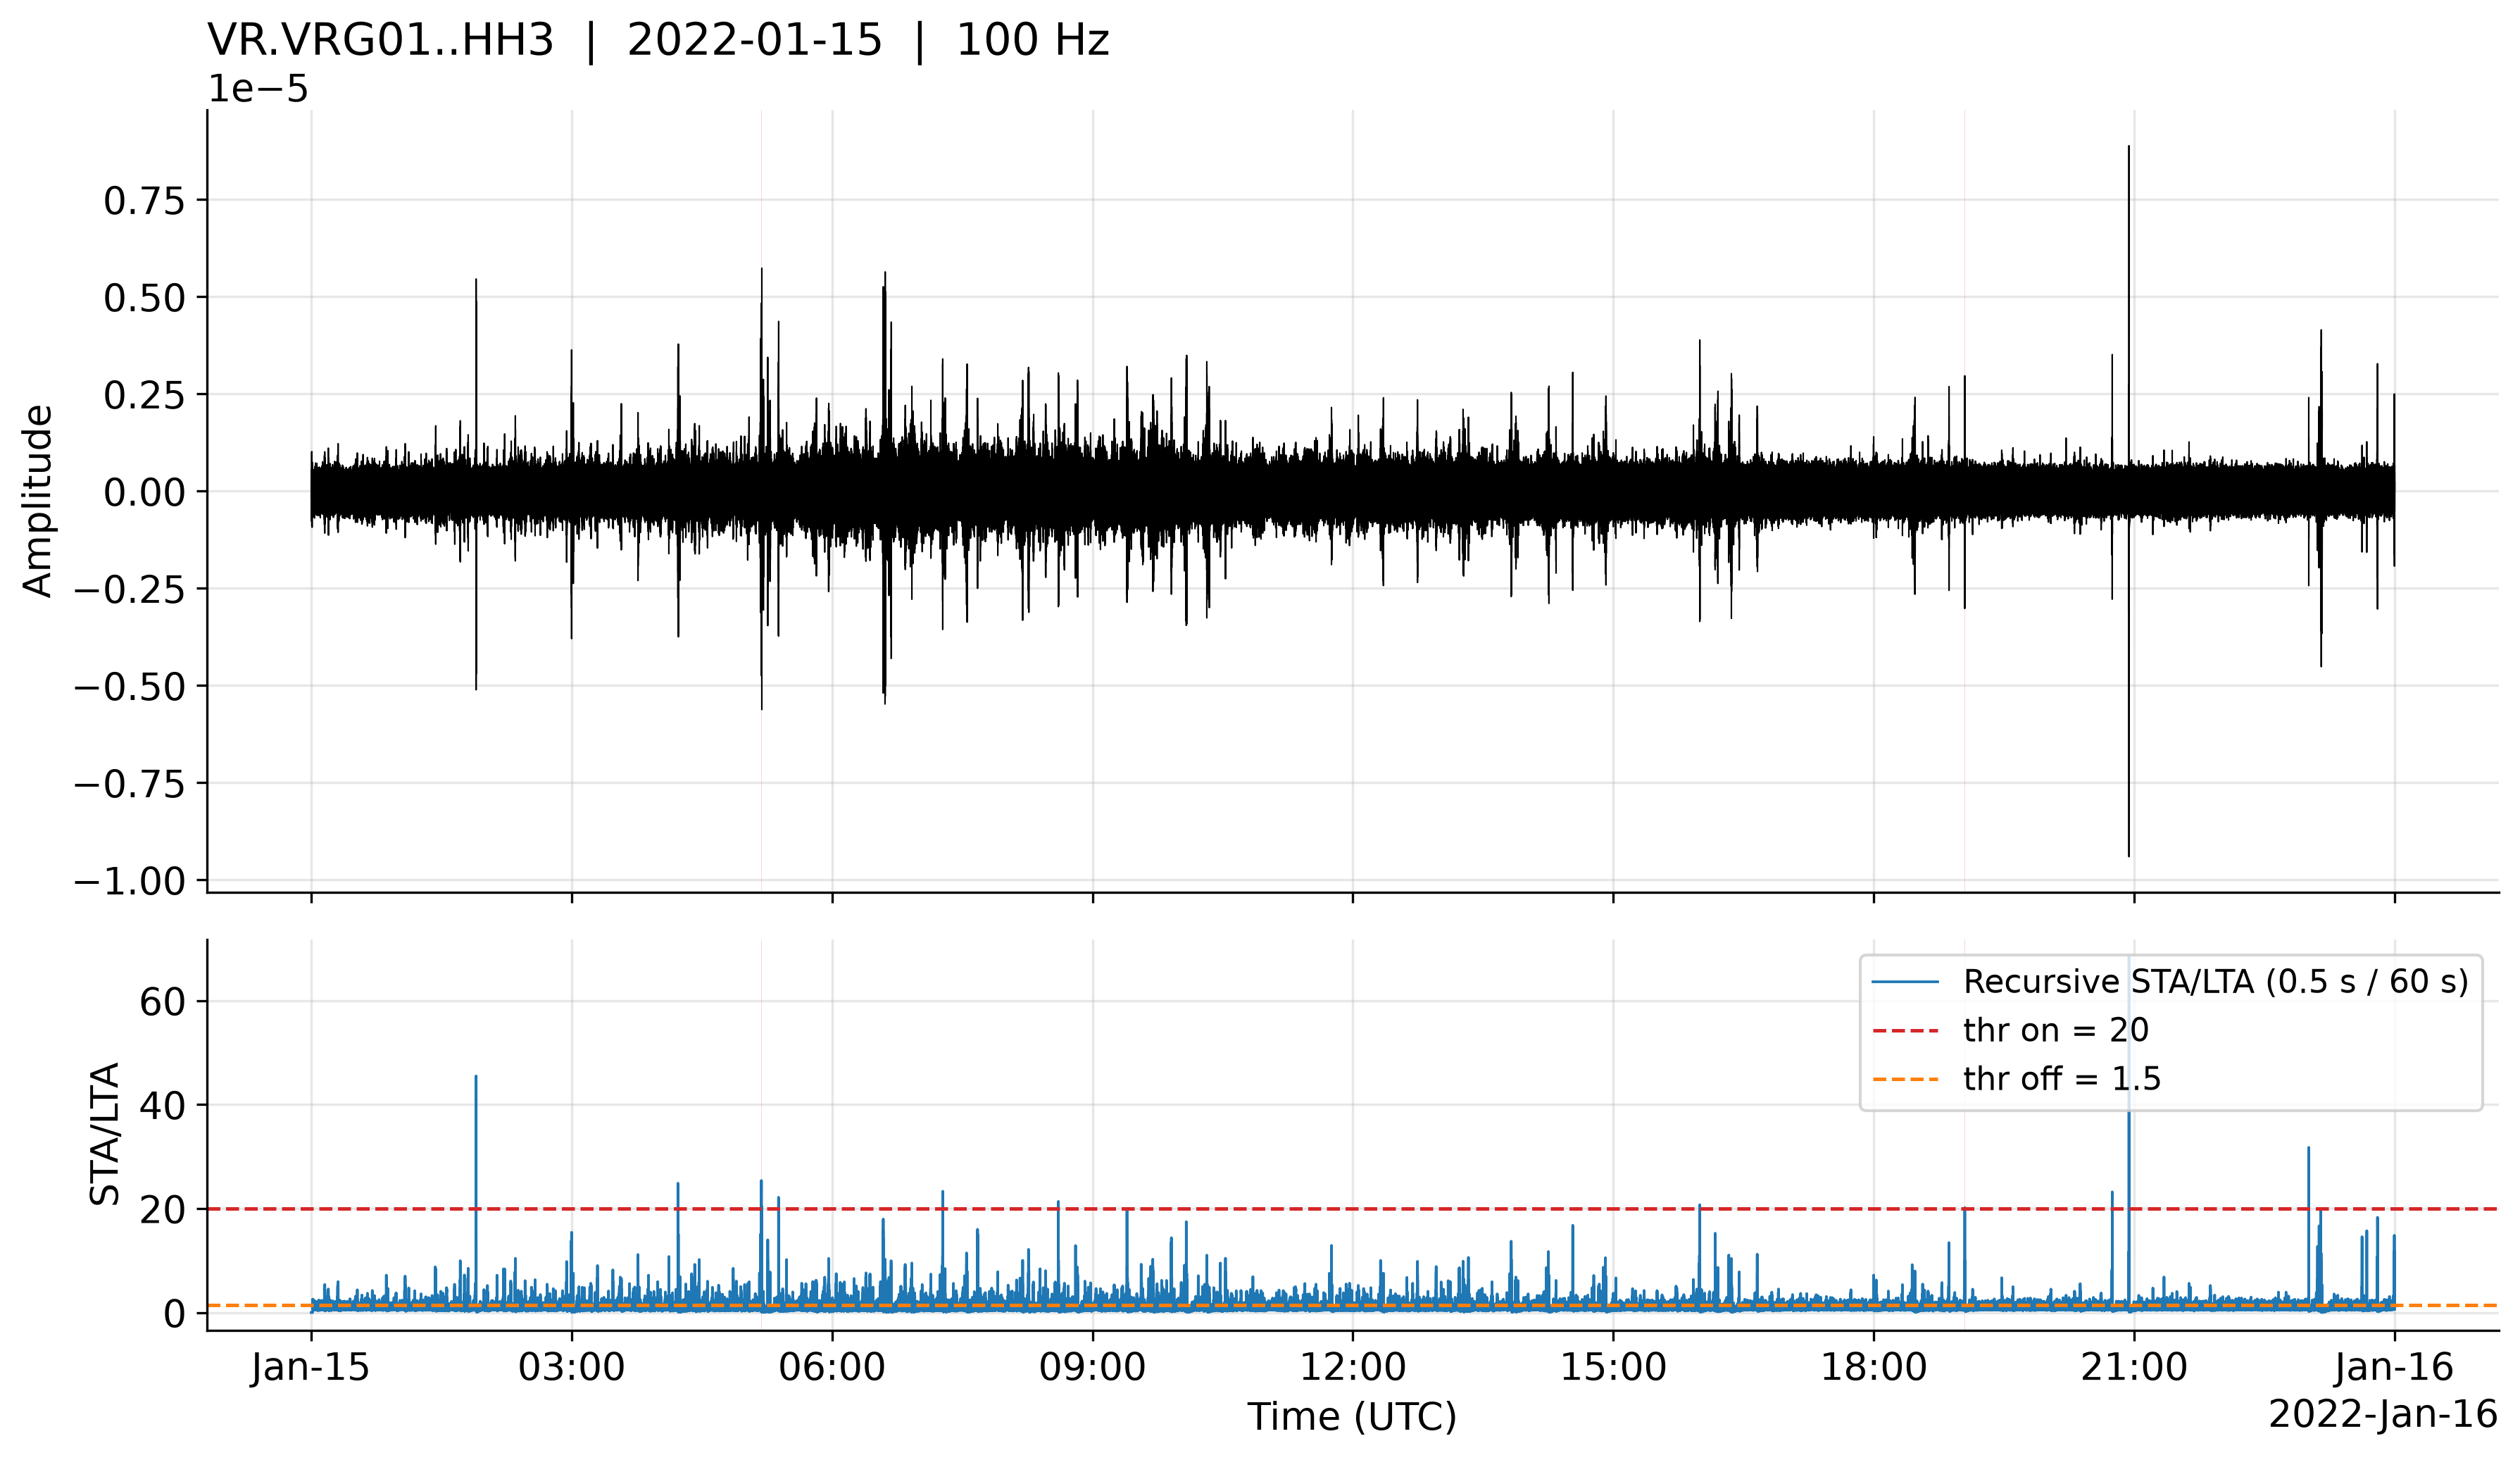 VR.VRG01..HH3 | 2022-01-15 | 100 Hz
1e−5
Amplitude
0.75
0.50
0.25
0.00
−0.25
−0.50
−0.75
−1.00
STA/LTA
60
40
20
0
Recursive STA/LTA (0.5 s / 60 s)
thr on = 20
thr off = 1.5
Jan-15 03:00 06:00 09:00 12:00 15:00 18:00 21:00 Jan-16
Time (UTC)
2022-Jan-16